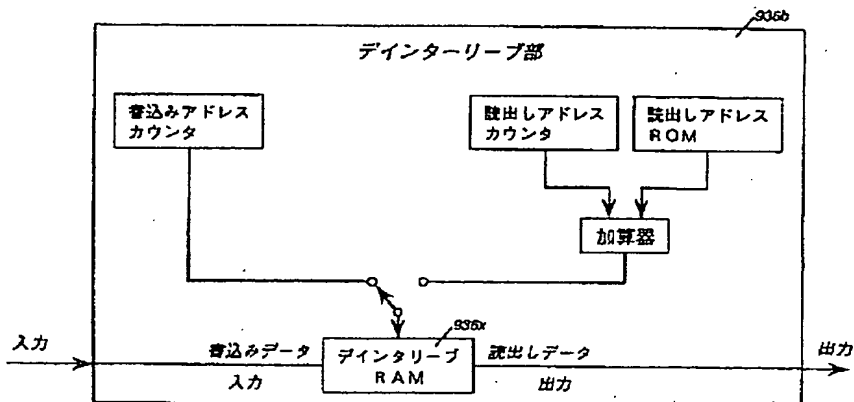 936b
デインターリーブ部
書込みアドレス
カウンタ
読出しアドレス
カウンタ
読出しアドレス
ROM
加算器
入力
書込みデータ
入力
936x
デインタリーブ
RAM
読出しデータ
出力
出力